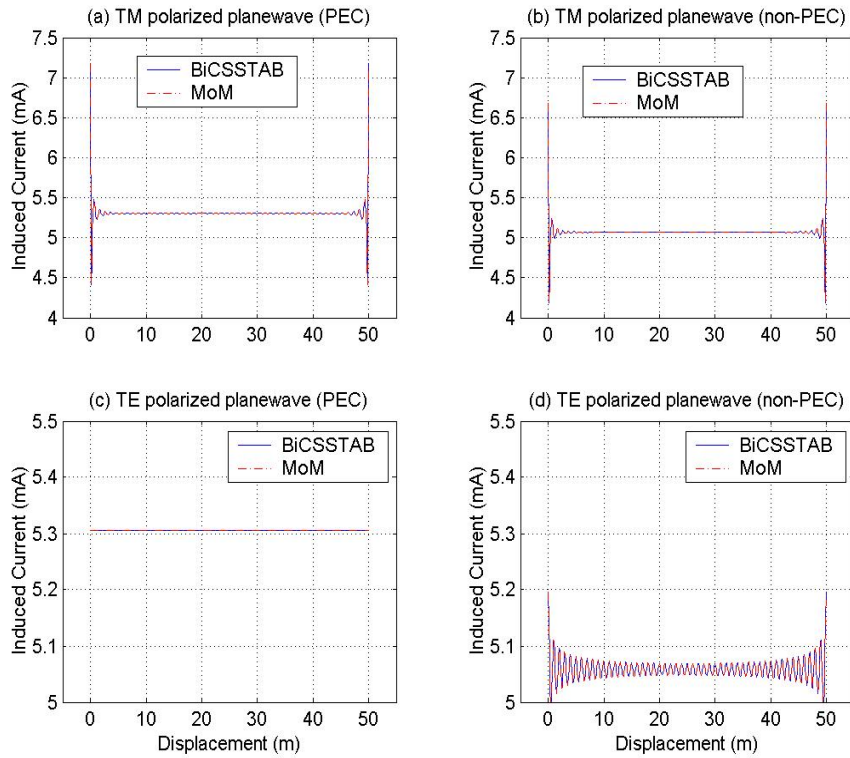 (a) TM polarized planewave (PEC)
7.5
7
6.5
6
5.5
5
4.5
4
Induced Current (mA)
BiCSSTAB
MoM
0 10 20 30 40 50
(b) TM polarized planewave (non-PEC)
7.5
7
6.5
6
5.5
5
4.5
4
Induced Current (mA)
BiCSSTAB
MoM
0 10 20 30 40 50
(c) TE polarized planewave (PEC)
5.5
5.4
5.3
5.2
5.1
5
Induced Current (mA)
BiCSSTAB
MoM
0 10 20 30 40 50
Displacement (m)
(d) TE polarized planewave (non-PEC)
5.5
5.4
5.3
5.2
5.1
5
Induced Current (mA)
BiCSSTAB
MoM
0 10 20 30 40 50
Displacement (m)